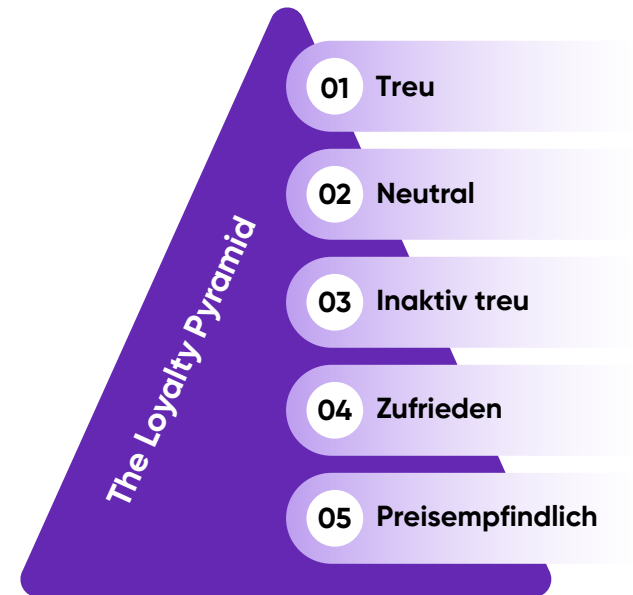 The Loyalty Pyramid
01 Treu
02 Neutral
03 Inaktiv treu
04 Zufrieden
05 Preisempfindlich